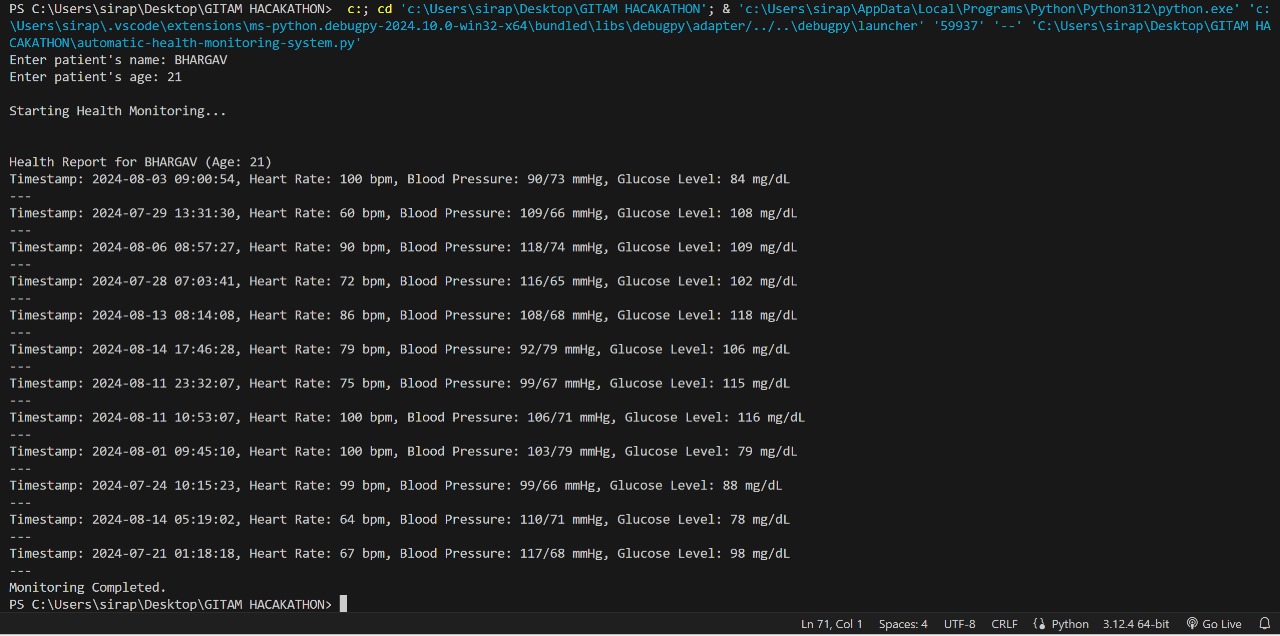 PS C:\Users\sirap\Desktop\GITAM HACAKATHON>  c:; cd 'c:\Users\sirap\Desktop\GITAM HACAKATHON'; & 'c:\Users\sirap\AppData\Local\Programs\Python\Python312\python.exe' 'c:
\Users\sirap\.vscode\extensions\ms-python.debugpy-2024.10.0-win32-x64\bundled\libs\debugpy\adapter/../..\debugpy\launcher' '59937' '--' 'C:\Users\sirap\Desktop\GITAM HA
CAKATHON\automatic-health-monitoring-system.py'
Enter patient's name: BHARGAV
Enter patient's age: 21
Starting Health Monitoring...
Health Report for BHARGAV (Age: 21)
Timestamp: 2024-08-03 09:00:54, Heart Rate: 100 bpm, Blood Pressure: 90/73 mmHg, Glucose Level: 84 mg/dL
---
Timestamp: 2024-07-29 13:31:30, Heart Rate: 60 bpm, Blood Pressure: 109/66 mmHg, Glucose Level: 108 mg/dL
---
Timestamp: 2024-08-06 08:57:27, Heart Rate: 90 bpm, Blood Pressure: 118/74 mmHg, Glucose Level: 109 mg/dL
---
Timestamp: 2024-07-28 07:03:41, Heart Rate: 72 bpm, Blood Pressure: 116/65 mmHg, Glucose Level: 102 mg/dL
---
Timestamp: 2024-08-13 08:14:08, Heart Rate: 86 bpm, Blood Pressure: 108/68 mmHg, Glucose Level: 118 mg/dL
---
Timestamp: 2024-08-14 17:46:28, Heart Rate: 79 bpm, Blood Pressure: 92/79 mmHg, Glucose Level: 106 mg/dL
---
Timestamp: 2024-08-11 23:32:07, Heart Rate: 75 bpm, Blood Pressure: 99/67 mmHg, Glucose Level: 115 mg/dL
---
Timestamp: 2024-08-11 10:53:07, Heart Rate: 100 bpm, Blood Pressure: 106/71 mmHg, Glucose Level: 116 mg/dL
---
Timestamp: 2024-08-01 09:45:10, Heart Rate: 100 bpm, Blood Pressure: 103/79 mmHg, Glucose Level: 79 mg/dL
---
Timestamp: 2024-07-24 10:15:23, Heart Rate: 99 bpm, Blood Pressure: 99/66 mmHg, Glucose Level: 88 mg/dL
---
Timestamp: 2024-08-14 05:19:02, Heart Rate: 64 bpm, Blood Pressure: 110/71 mmHg, Glucose Level: 78 mg/dL
---
Timestamp: 2024-07-21 01:18:18, Heart Rate: 67 bpm, Blood Pressure: 117/68 mmHg, Glucose Level: 98 mg/dL
---
Monitoring Completed.
PS C:\Users\sirap\Desktop\GITAM HACAKATHON>
Ln 71, Col 1 Spaces: 4 UTF-8 CRLF Python 3.12.4 64-bit Go Live